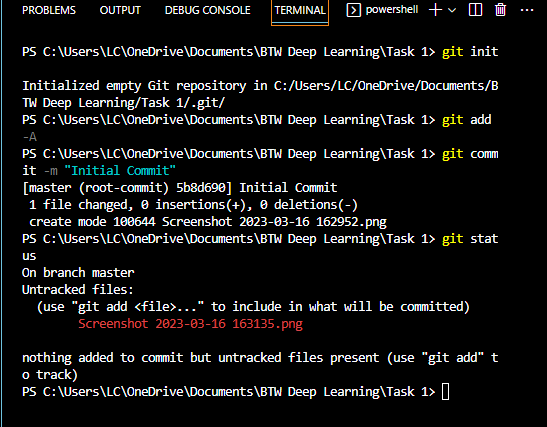 PROBLEMS OUTPUT DEBUG CONSOLE TERMINAL powershell
PS C:\Users\LC\OneDrive\Documents\BTW Deep Learning\Task 1> git init
Initialized empty Git repository in C:/Users/LC/OneDrive/Documents/B
TW Deep Learning/Task 1/.git/
PS C:\Users\LC\OneDrive\Documents\BTW Deep Learning\Task 1> git add
-A
PS C:\Users\LC\OneDrive\Documents\BTW Deep Learning\Task 1> git comm
it -m "Initial Commit"
[master (root-commit) 5b8d690] Initial Commit
 1 file changed, 0 insertions(+), 0 deletions(-)
 create mode 100644 Screenshot 2023-03-16 162952.png
PS C:\Users\LC\OneDrive\Documents\BTW Deep Learning\Task 1> git stat
us
On branch master
Untracked files:
  (use "git add <file>..." to include in what will be committed)
        Screenshot 2023-03-16 163135.png
nothing added to commit but untracked files present (use "git add" t
o track)
PS C:\Users\LC\OneDrive\Documents\BTW Deep Learning\Task 1>